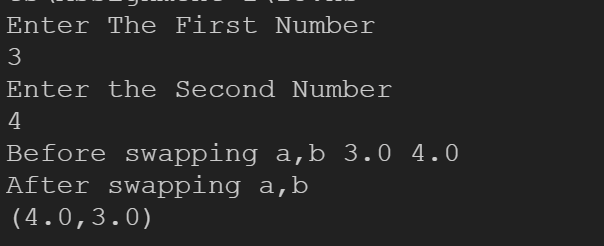 Enter The First Number
3
Enter the Second Number
4
Before swapping a,b 3.0 4.0
After swapping a,b
(4.0,3.0)